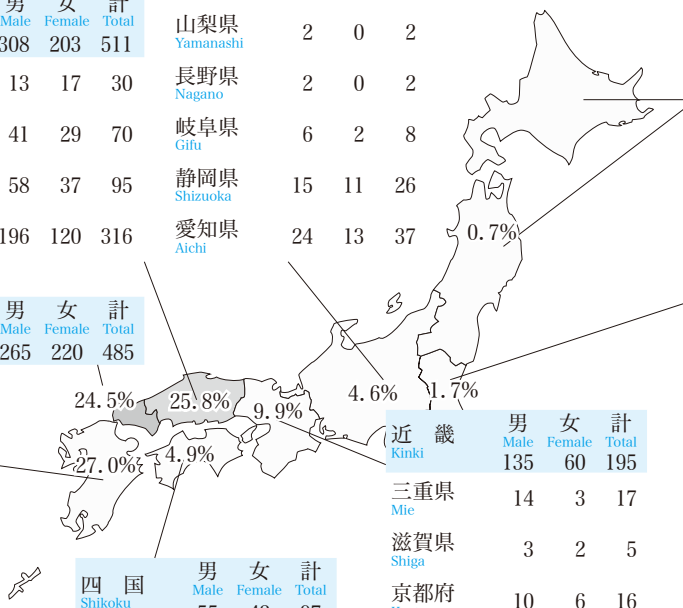 男 女 計
Male Female Total
308 203 511
13 17 30
41 29 70
58 37 95
196 120 316
山梨県 2 0 2
Yamanashi
長野県 2 0 2
Nagano
岐阜県 6 2 8
Gifu
静岡県 15 11 26
Shizuoka
愛知県 24 13 37
Aichi
0.7%
男 女 計
Male Female Total
265 220 485
24.5%
25.8%
9.9%
4.6%
1.7%
27.0%
4.9%
近 畿 男 女 計
Kinki Male Female Total
135 60 195
三重県 14 3 17
Mie
滋賀県 3 2 5
Shiga
京都府 10 6 16
四 国 男 女 計
Shikoku Male Female Total